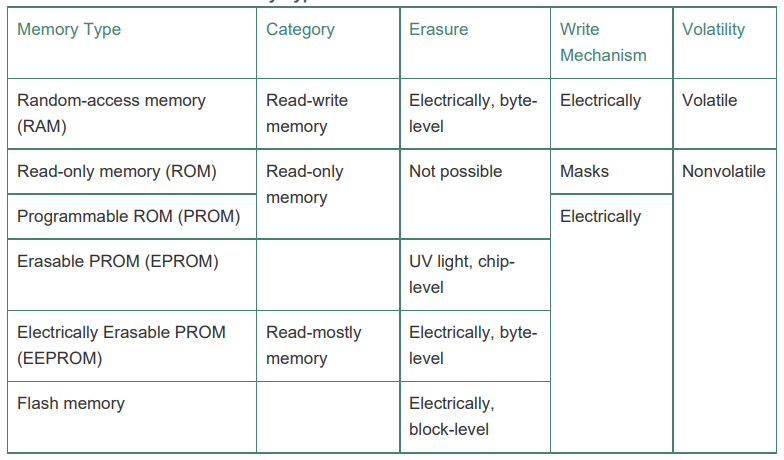 Memory Type Category Erasure Write Mechanism Volatility
Random-access memory (RAM) Read-write memory Electrically, byte-level Electrically Volatile
Read-only memory (ROM) Read-only memory Not possible Masks Nonvolatile
Programmable ROM (PROM) Electrically
Erasable PROM (EPROM) UV light, chip-level
Electrically Erasable PROM (EEPROM) Read-mostly memory Electrically, byte-level
Flash memory Electrically, block-level